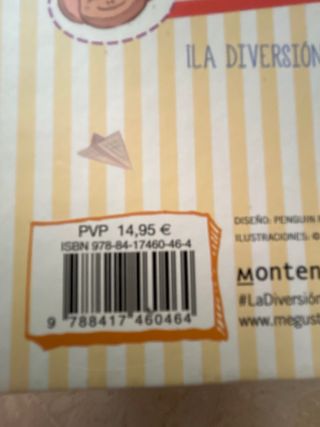 ¡LA DIVERSIÓN
PVP 14,95 €
ISBN 978-84-17460-46-4
9 788417 460464
DISEÑO: PENGUIN
ILUSTRACIONES: ©
Monten
#LaDiversión
www.megust